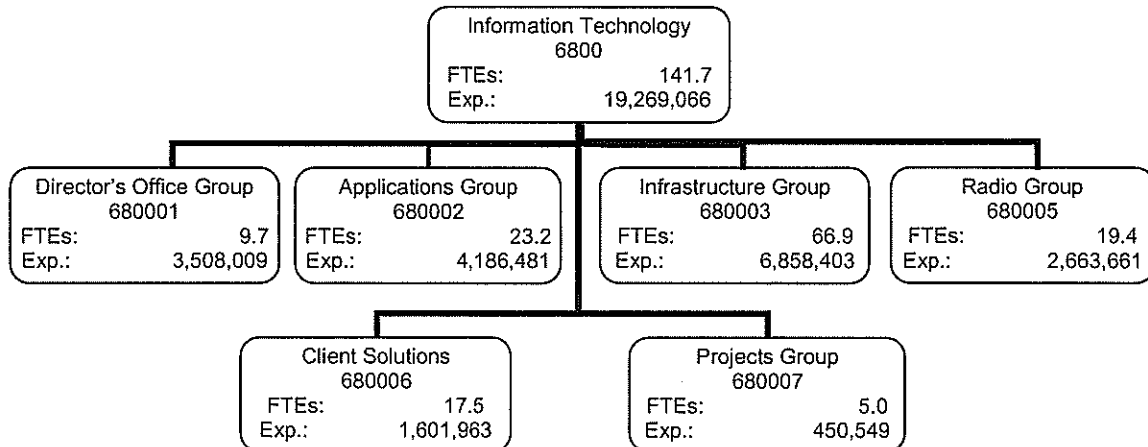 Information Technology
6800
FTEs: 141.7
Exp.: 19,269,066
Director's Office Group
680001
FTEs: 9.7
Exp.: 3,508,009
Applications Group
680002
FTEs: 23.2
Exp.: 4,186,481
Infrastructure Group
680003
FTEs: 66.9
Exp.: 6,858,403
Radio Group
680005
FTEs: 19.4
Exp.: 2,663,661
Client Solutions
680006
FTEs: 17.5
Exp.: 1,601,963
Projects Group
680007
FTEs: 5.0
Exp.: 450,549